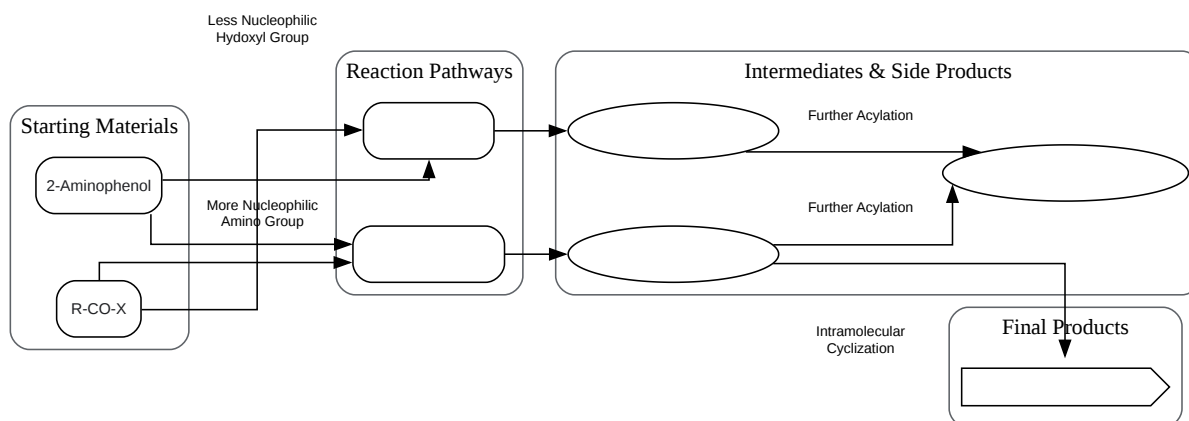 Less Nucleophilic
Hydoxyl Group
Reaction Pathways
Intermediates & Side Products
Starting Materials
Further Acylation
2-Aminophenol
More Nucleophilic
Amino Group
Further Acylation
R-CO-X
Intramolecular
Cyclization
Final Products